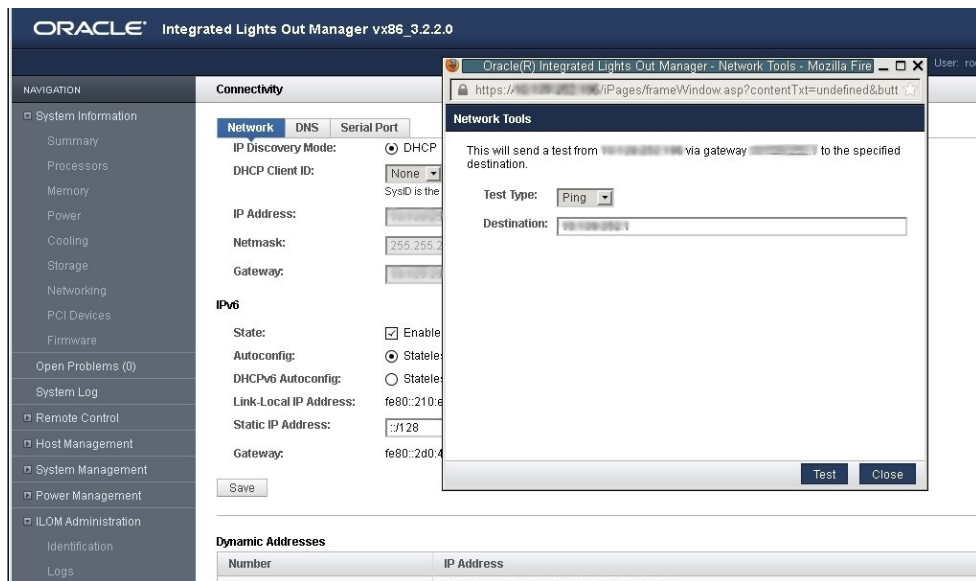 ORACLE® Integrated Lights Out Manager vx86_3.2.2.0
User:
NAVIGATION
System Information
Summary
Processors
Memory
Power
Cooling
Storage
Networking
PCI Devices
Firmware
Open Problems (0)
System Log
Remote Control
Host Management
System Management
Power Management
ILOM Administration
Identification
Logs
Connectivity
Network DNS Serial Port
IP Discovery Mode: DHCP
DHCP Client ID: None
SysID is the
IP Address:
Netmask: 255.255.2
Gateway:
IPv6
State: Enable
Autoconfig: Stateles
DHCPv6 Autoconfig: Stateles
Link-Local IP Address: fe80::210:e
Static IP Address: ::/128
Gateway: fe80::2d0:4
Save
Dynamic Addresses
Number IP Address
Oracle(R) Integrated Lights Out Manager - Network Tools - Mozilla Fire
https:// /iPages/frameWindow.asp?contentTxt=undefined&butt
Network Tools
This will send a test from via gateway to the specified
destination.
Test Type: Ping
Destination:
Test Close